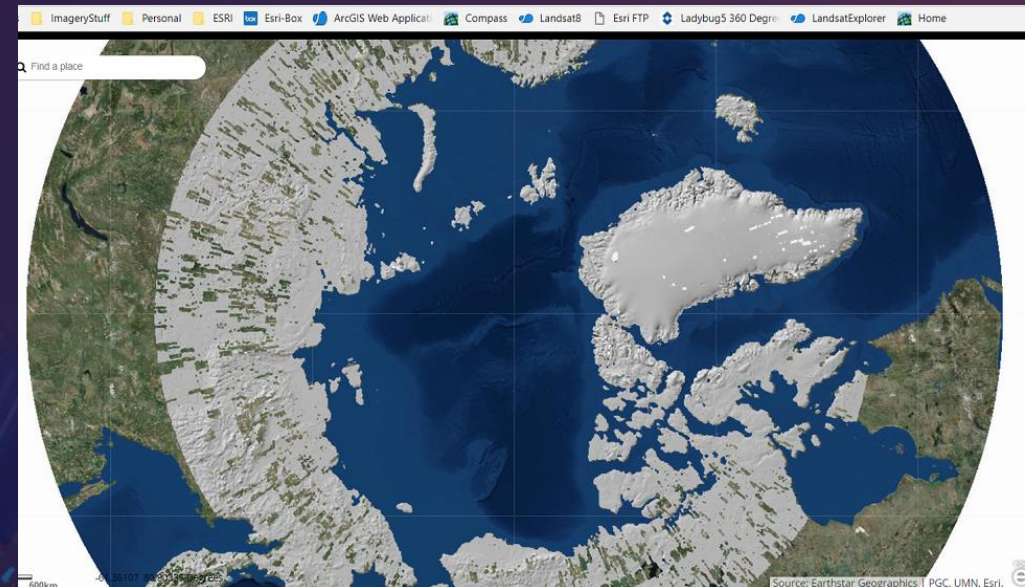 ImageryStuff Personal ESRI box Esri-Box ArcGIS Web Applicati Compass Landsat8 Esri FTP Ladybug5 360 Degre LandsatExplorer Home
Find a place
600km
Source: Earthstar Geographics | PGC, UMN, Esri,